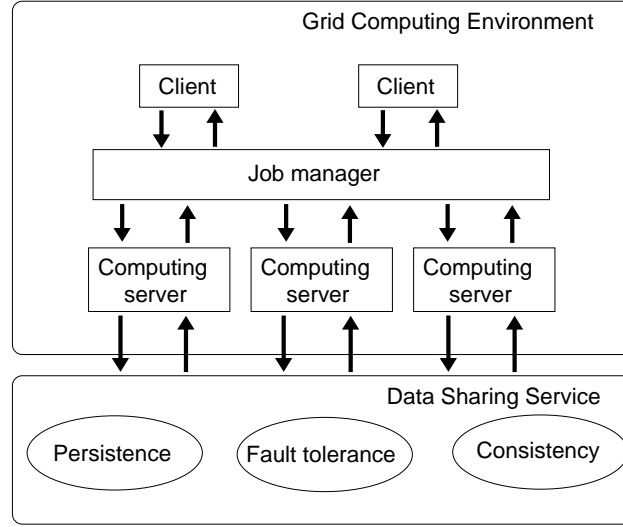 Grid Computing Environment
Client
Client
Job manager
Computing
server
Computing
server
Computing
server
Data Sharing Service
Persistence
Fault tolerance
Consistency